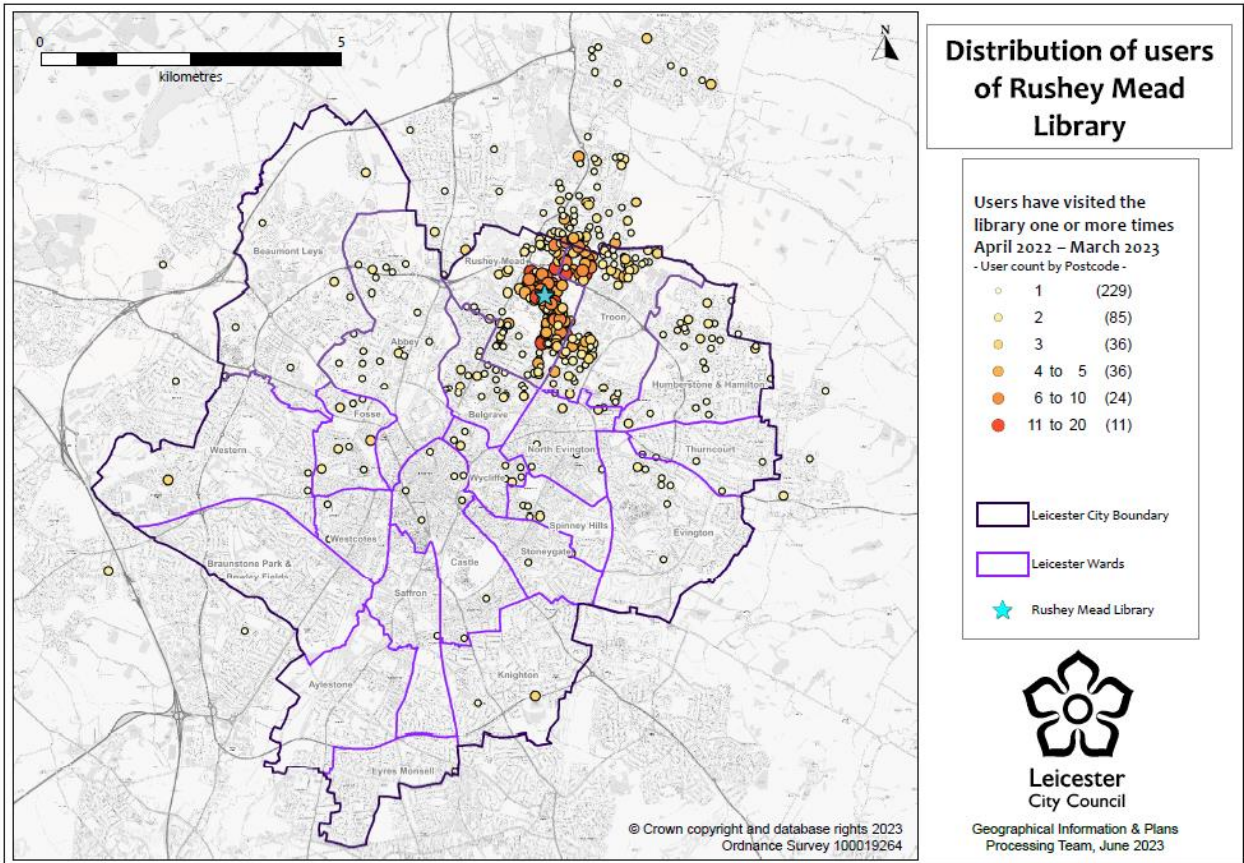 0 5
kilometres
N
Beaumont Leys
Rushey Mead
Troon
Abbey
Humberstone & Hamilton
Belgrave
Fosse
Western
North Evington
Thurncourt
Wycliffe
Spinney Hills
Evington
Westcotes
Stoneygate
Castle
Braunstone Park &
Rowley Fields
Saffron
Aylestone
Knighton
Eyres Monsell
© Crown copyright and database rights 2023
Ordnance Survey 100019264
Distribution of users
of Rushey Mead
Library
Users have visited the
library one or more times
April 2022 – March 2023
- User count by Postcode -
1 (229)
2 (85)
3 (36)
4 to 5 (36)
6 to 10 (24)
11 to 20 (11)
Leicester City Boundary
Leicester Wards
Rushey Mead Library
Leicester
City Council
Geographical Information & Plans
Processing Team, June 2023